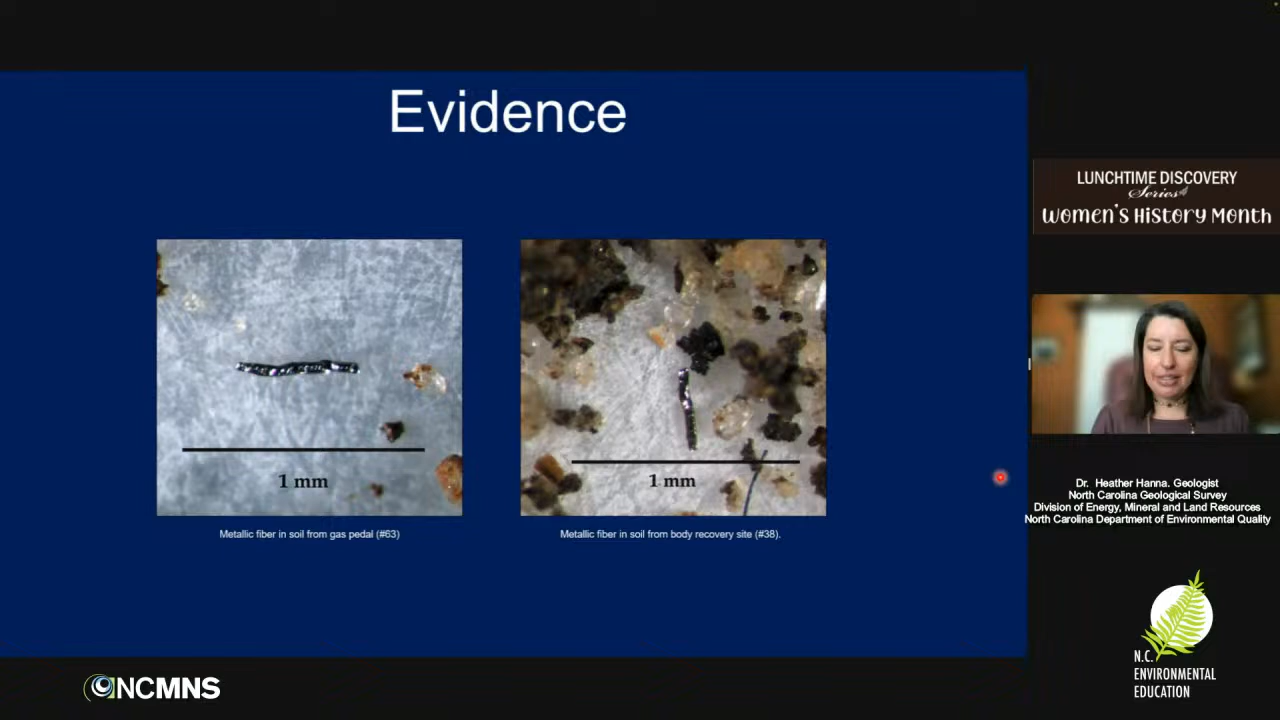 Evidence
1 mm
1 mm
Metallic fiber in soil from gas pedal (#63)
Metallic fiber in soil from body recovery site (#38).
LUNCHTIME DISCOVERY
Series
Women's History Month
Dr. Heather Hanna. Geologist
North Carolina Geological Survey
Division of Energy, Mineral and Land Resources
North Carolina Department of Environmental Quality
NCMNS
N.C.
ENVIRONMENTAL
EDUCATION